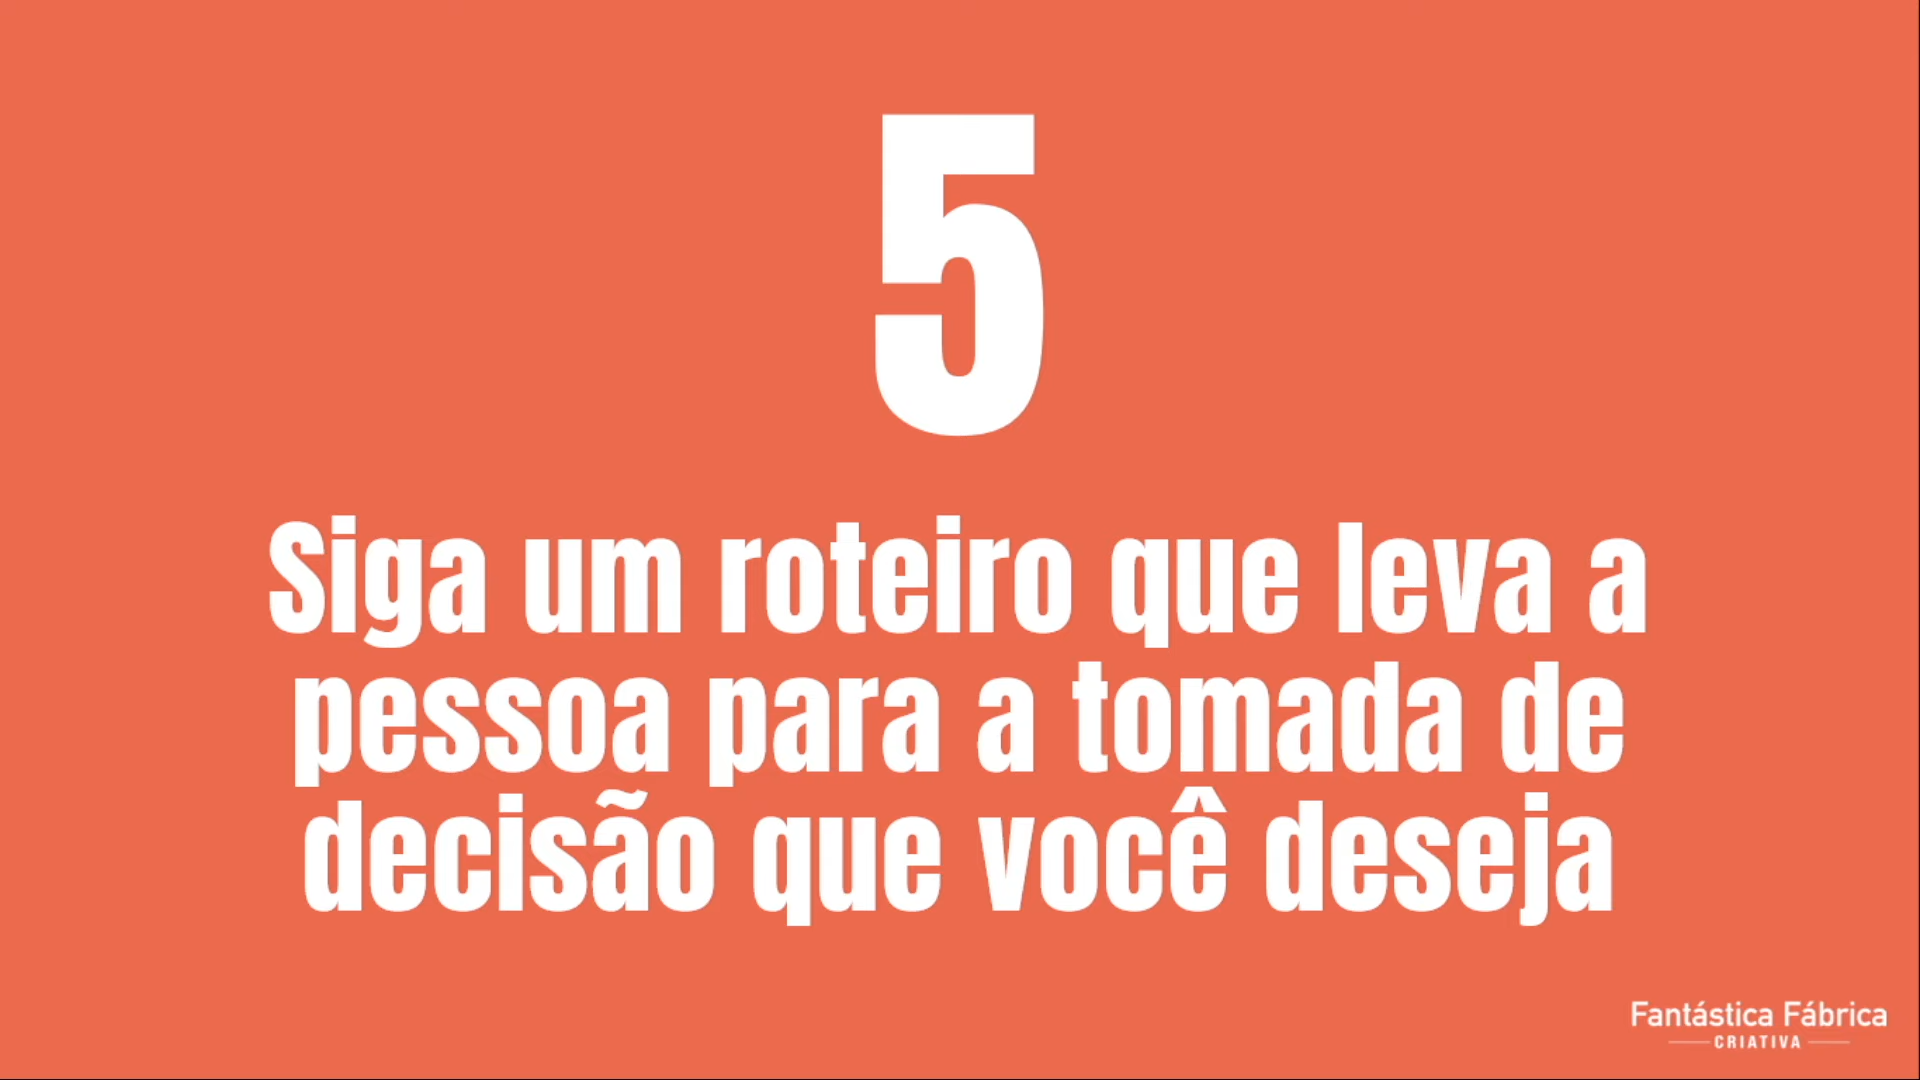 5
Siga um roteiro que leva a
pessoa para a tomada de
decisão que você deseja
Fantástica Fábrica
CRIATIVA